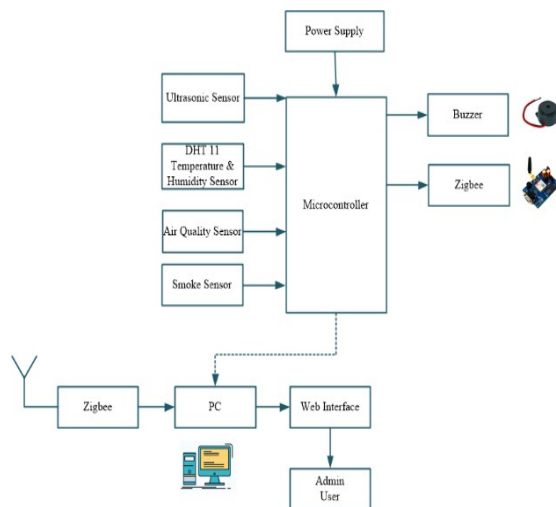 Power Supply
Ultrasonic Sensor
Buzzer
DHT 11
Temperature &
Humidity Sensor
Zigbee
Microcontroller
Air Quality Sensor
Smoke Sensor
Zigbee
PC
Web Interface
Admin
User